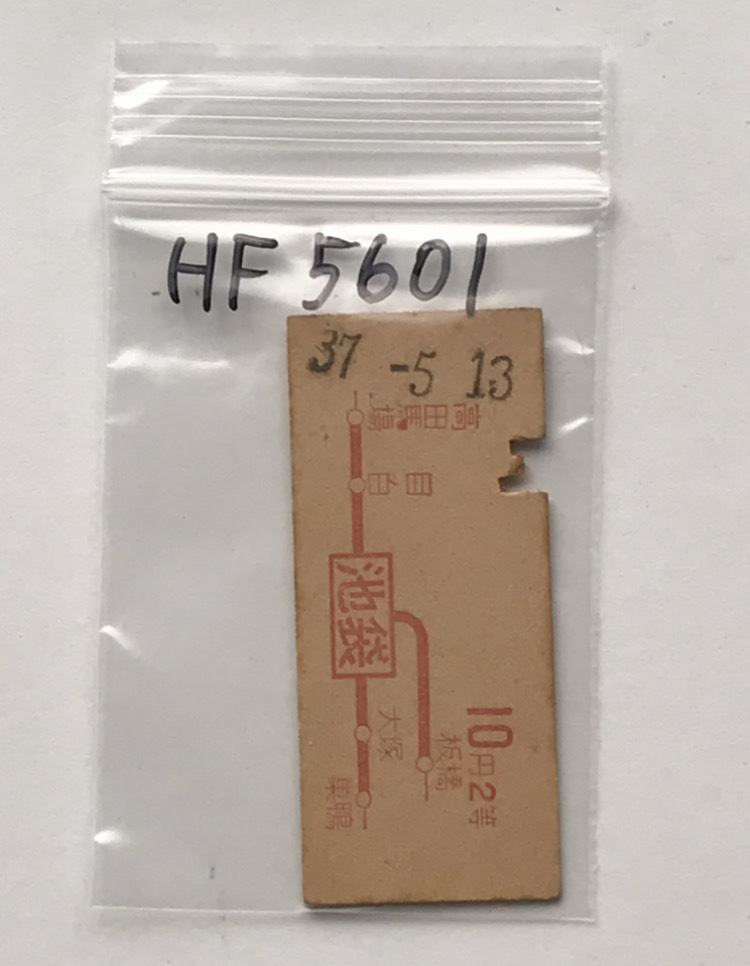 HF 5601
37 -5 13
高田馬場
目白
池袋
大塚
板橋
巣鴨
10円2等